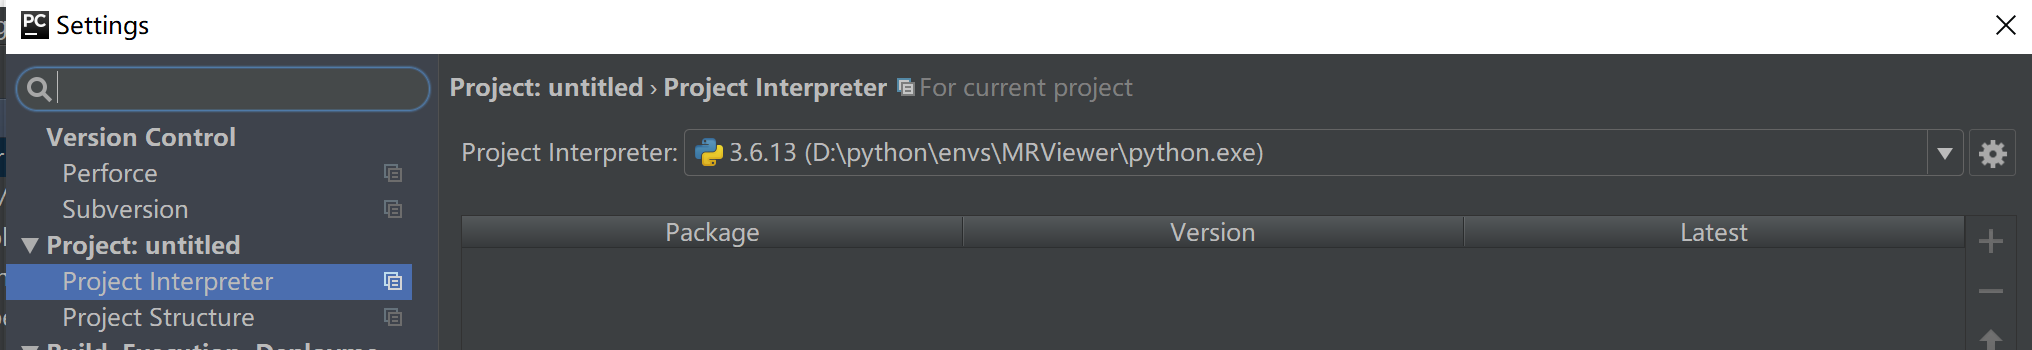 PC Settings
Project: untitled › Project Interpreter For current project
Version Control
Project Interpreter: 3.6.13 (D:\python\envs\MRViewer\python.exe)
Perforce
Subversion
Package Version Latest
Project: untitled
Project Interpreter
Project Structure